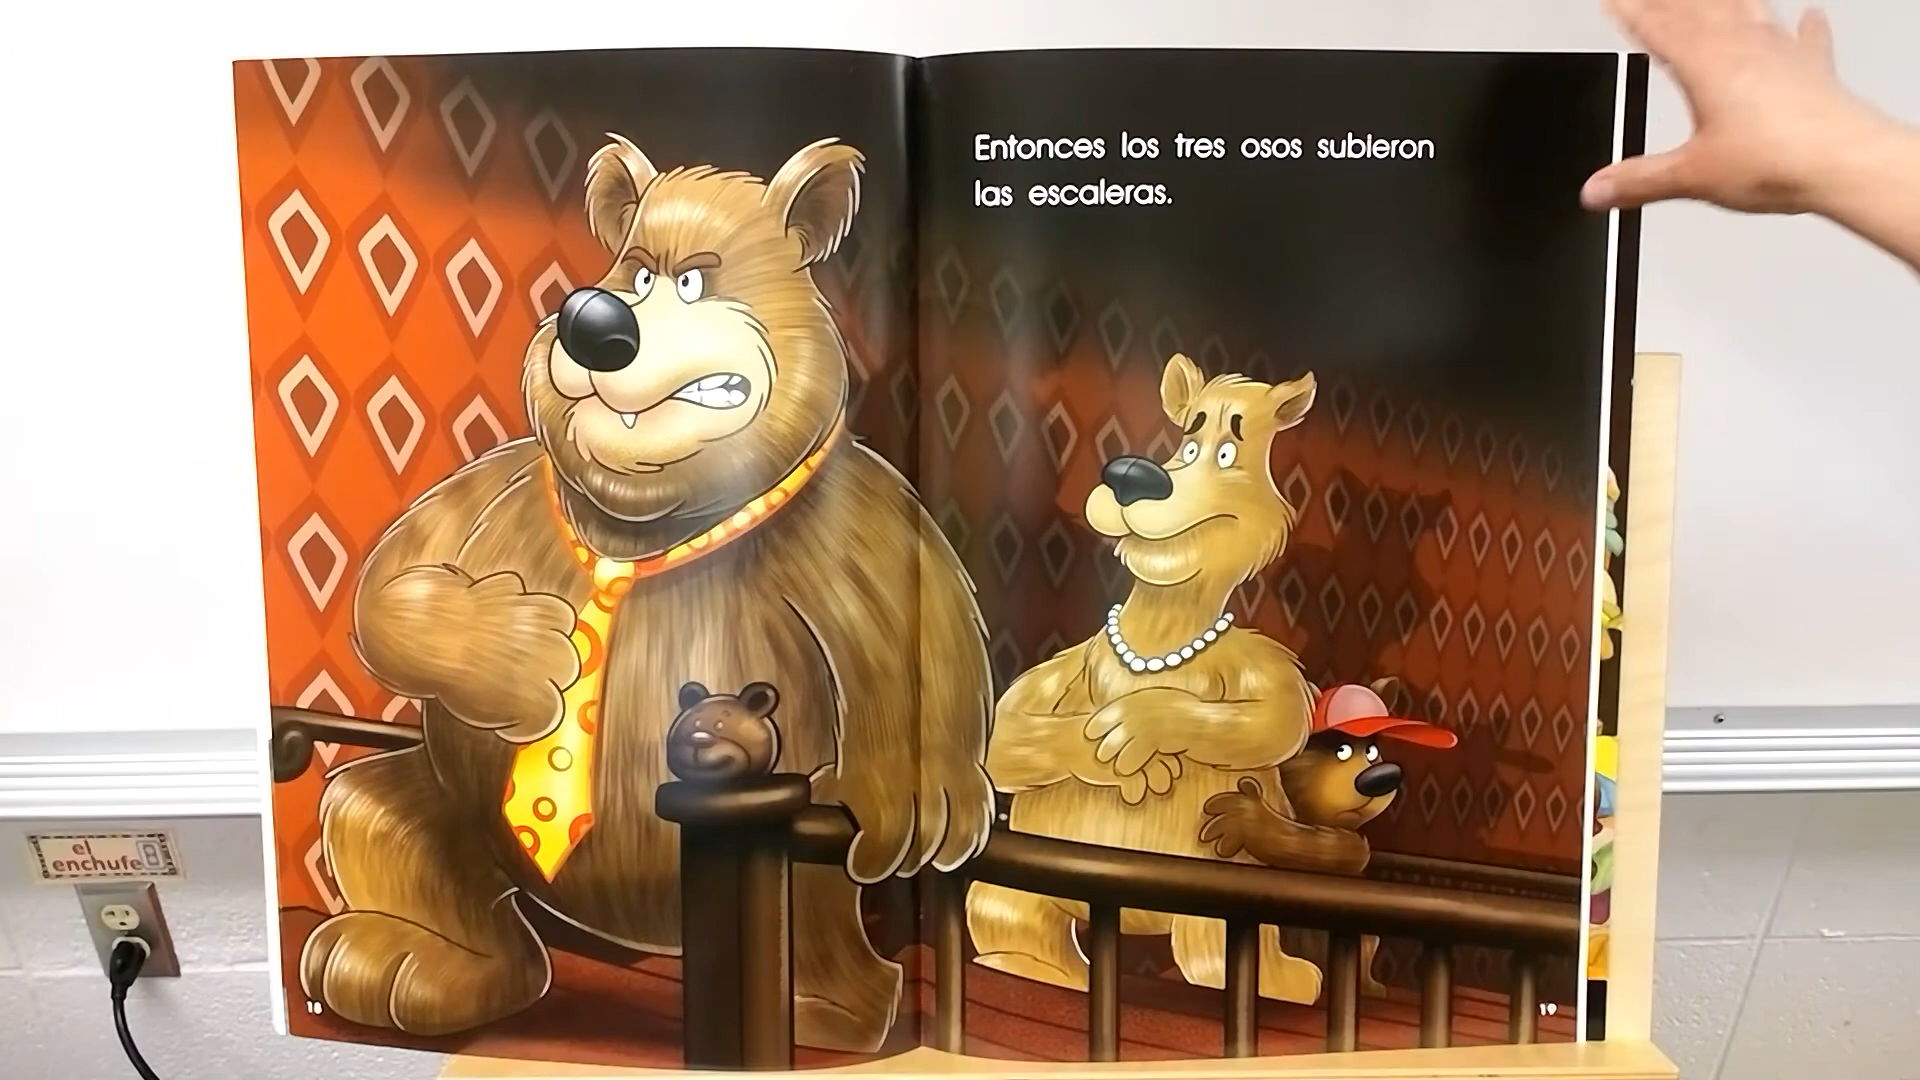 Entonces los tres osos subieron
las escaleras.
el
enchufe
18
19